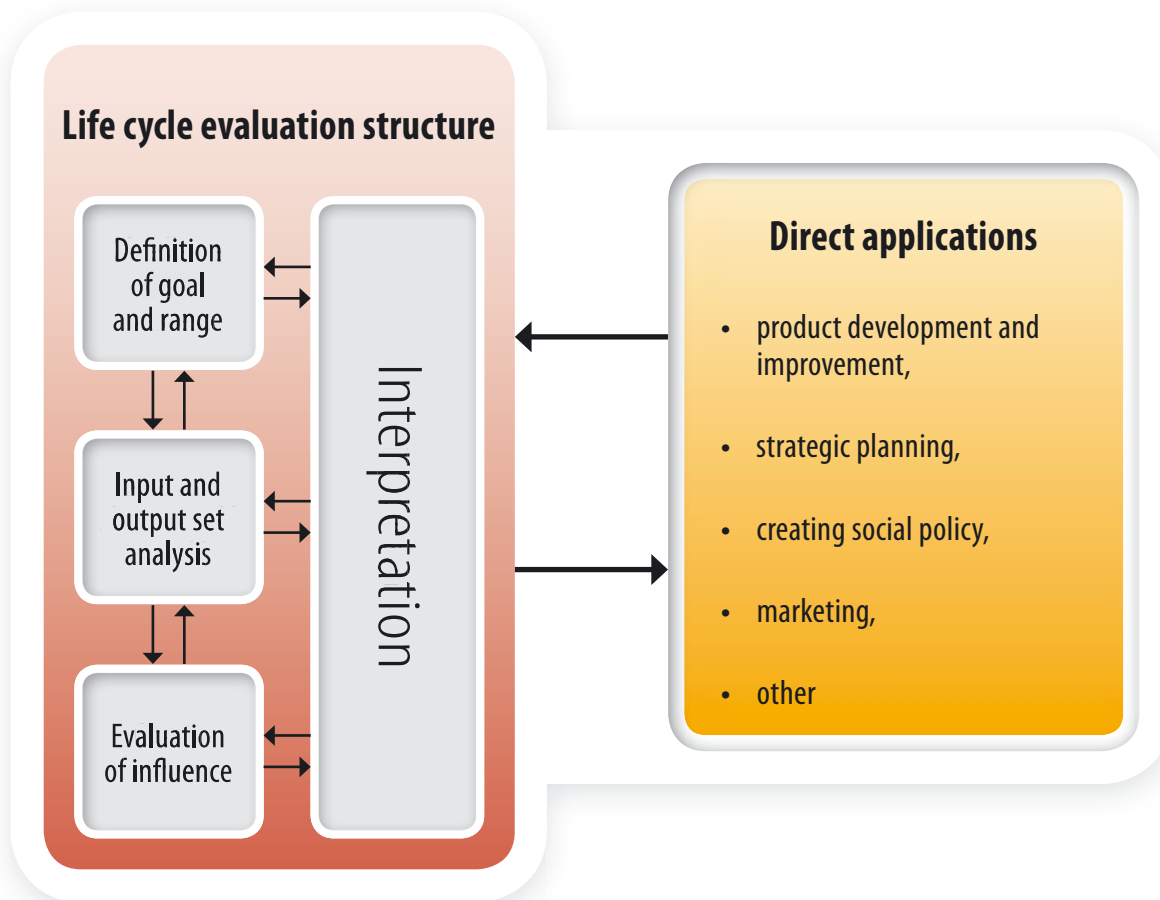 Life cycle evaluation structure
Definition
of goal
and range
Input and
output set
analysis
Evaluation
of influence
Interpretation
Direct applications
• product development and
improvement,
• strategic planning,
• creating social policy,
• marketing,
• other